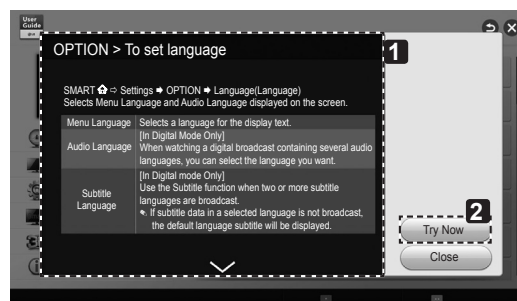 User
Guide
OPTION > To set language
1
SMART ⇨ Settings ➡ OPTION ➡ Language(Language)
Selects Menu Language and Audio Language displayed on the screen.
Menu Language Selects a language for the display text.
Audio Language
[In Digital Mode Only]
When watching a digital broadcast containing several audio
languages, you can select the language you want.
Subtitle
Language
[In Digital mode Only]
Use the Subtitle function when two or more subtitle
languages are broadcast.
If subtitle data in a selected language is not broadcast,
the default language subtitle will be displayed.
2
Try Now
Close